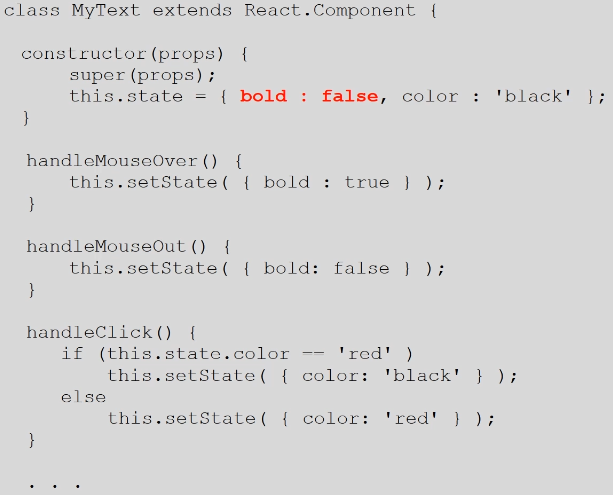 class MyText extends React.Component {
constructor(props) {
super(props);
this.state = { bold : false, color : 'black' };
}
handleMouseOver() {
this.setState( { bold : true } );
}
handleMouseOut() {
this.setState( { bold: false } );
}
handleClick() {
if (this.state.color == 'red' )
this.setState( { color: 'black' } );
else
this.setState( { color: 'red' } );
}
. . .